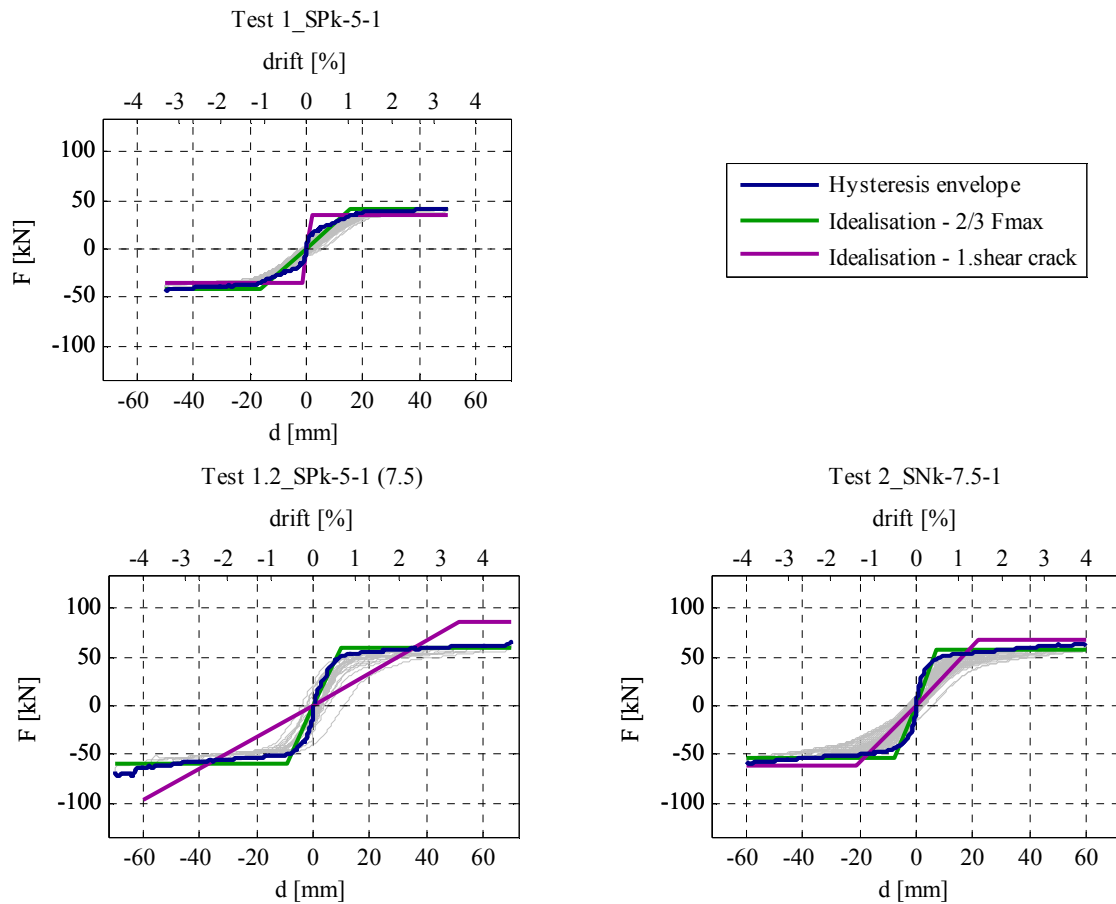 Test 1_SPk-5-1
drift [%]
-4 -3 -2 -1 0 1 2 3 4
100
50
0
-50
-100
F [kN]
-60 -40 -20 0 20 40 60
d [mm]
Hysteresis envelope
Idealisation - 2/3 Fmax
Idealisation - 1.shear crack
Test 1.2_SPk-5-1 (7.5)
drift [%]
-4 -3 -2 -1 0 1 2 3 4
100
50
0
-50
-100
F [kN]
-60 -40 -20 0 20 40 60
d [mm]
Test 2_SNk-7.5-1
drift [%]
-4 -3 -2 -1 0 1 2 3 4
100
50
0
-50
-100
F [kN]
-60 -40 -20 0 20 40 60
d [mm]